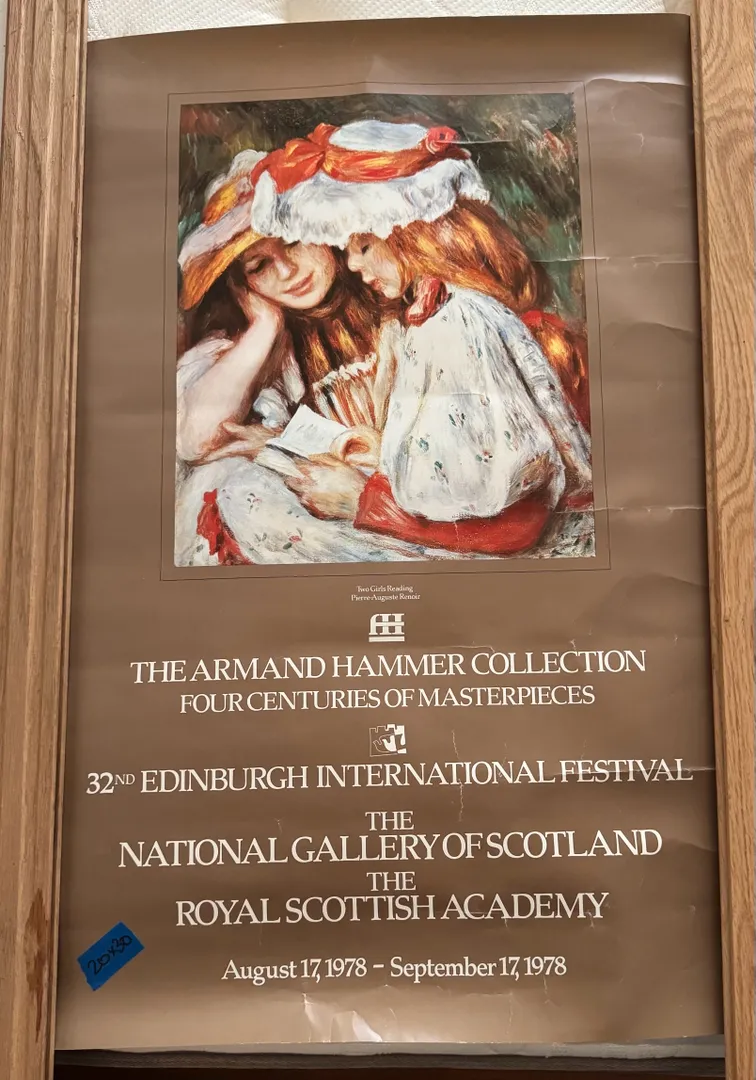 Two Girls Reading
Pierre-Auguste Renoir
THE ARMAND HAMMER COLLECTION
FOUR CENTURIES OF MASTERPIECES
32ND EDINBURGH INTERNATIONAL FESTIVAL
THE
NATIONAL GALLERY OF SCOTLAND
THE
ROYAL SCOTTISH ACADEMY
20x30
August 17, 1978 - September 17, 1978